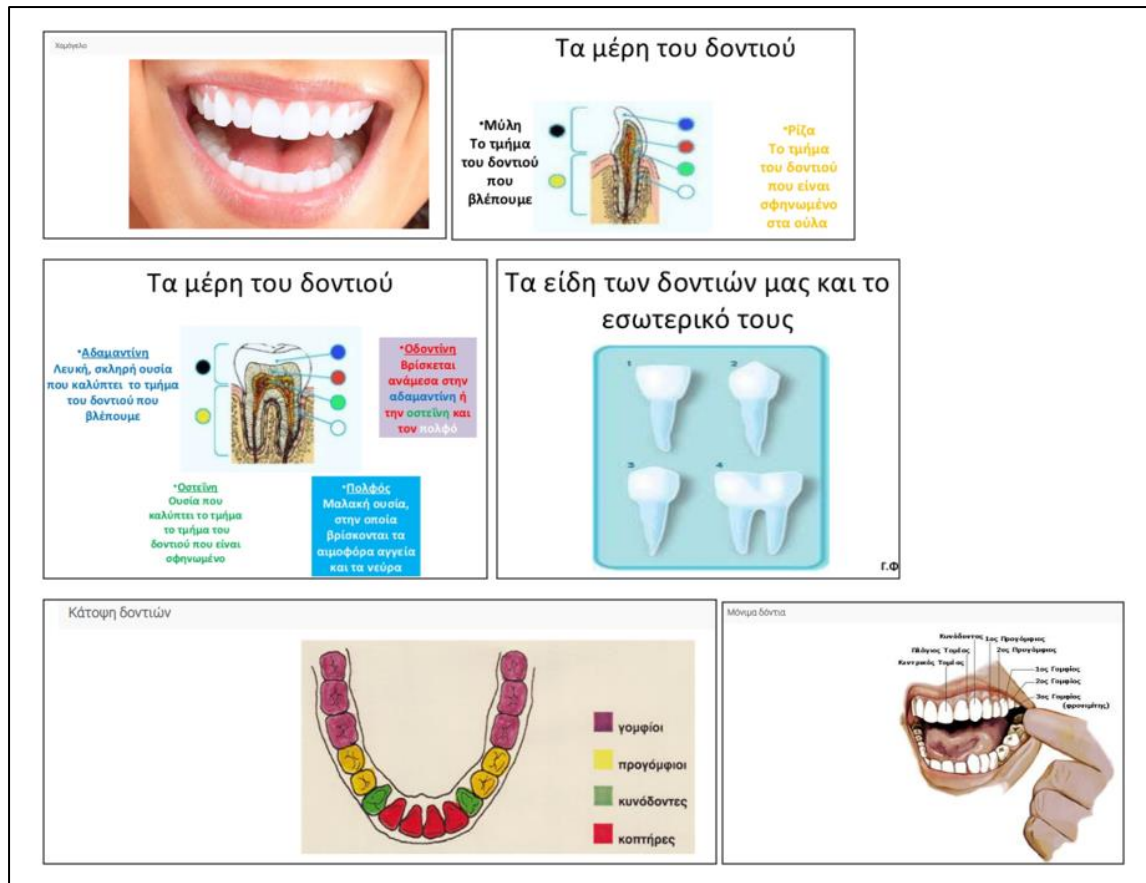 Χαμόγελο
Τα μέρη του δοντιού
•Μύλη
Το τμήμα
του δοντιού
που
βλέπουμε
•Ρίζα
Το τμήμα
του δοντιού
που είναι
σφηνωμένο
στα ούλα
Τα μέρη του δοντιού
•Αδαμαντίνη
Λευκή, σκληρή ουσία
που καλύπτει το τμήμα
του δοντιού που
βλέπουμε
•Οδοντίνη
Βρίσκεται
ανάμεσα στην
αδαμαντίνη ή
την οστεΐνη και
τον πολφό
•Οστεΐνη
Ουσία που
καλύπτει το τμήμα
το τμήμα του
δοντιού που είναι
σφηνωμένο
•Πολφός
Μαλακή ουσία,
στην οποία
βρίσκονται τα
αιμοφόρα αγγεία
και τα νεύρα
Τα είδη των δοντιών μας και το
εσωτερικό τους
1 2
3 4
Γ.Φ
Κάτοψη δοντιών
γομφίοι
προγόμφιοι
κυνόδοντες
κοπτήρες
Μόνιμα δόντια
Κυνόδοντας
1ος Προγόμφιος
Πλάγιος Τομέας
2ος Προγόμφιος
Κεντρικός Τομέας
1ος Γομφίος
2ος Γομφίος
3ος Γομφίος
(φρονιμίτης)